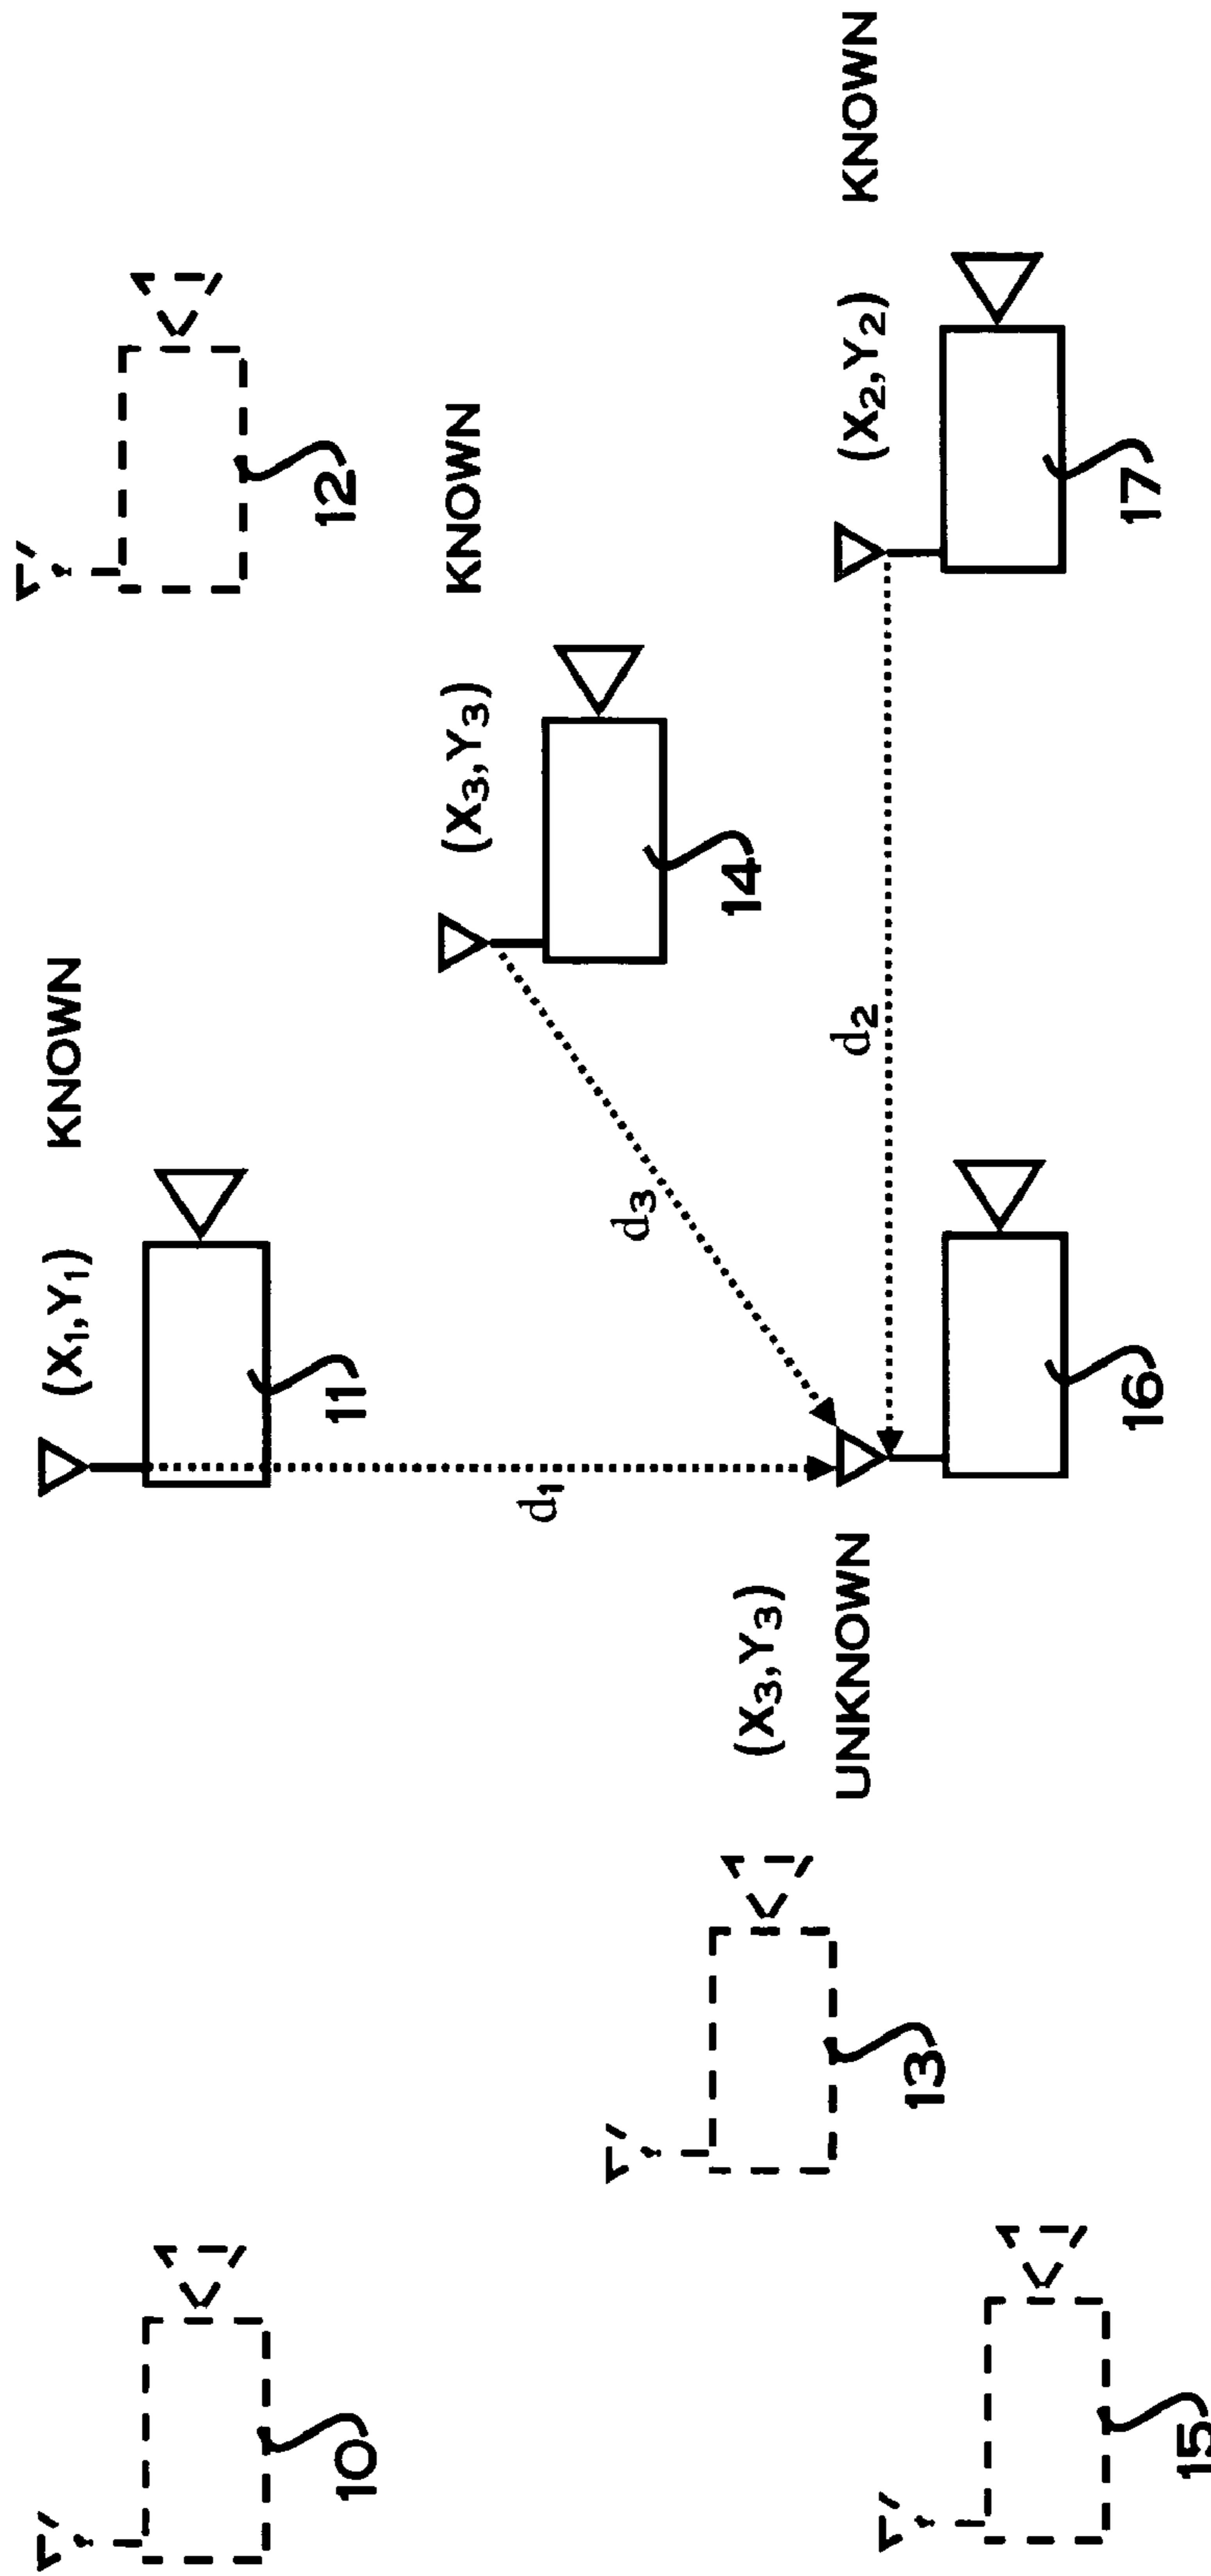 (X₁,Y₁) KNOWN
10
11
12
(X₃,Y₃) KNOWN
d₁
d₃
14
(X₃,Y₃)
UNKNOWN
d₂
(X₂,Y₂) KNOWN
13
15
16
17